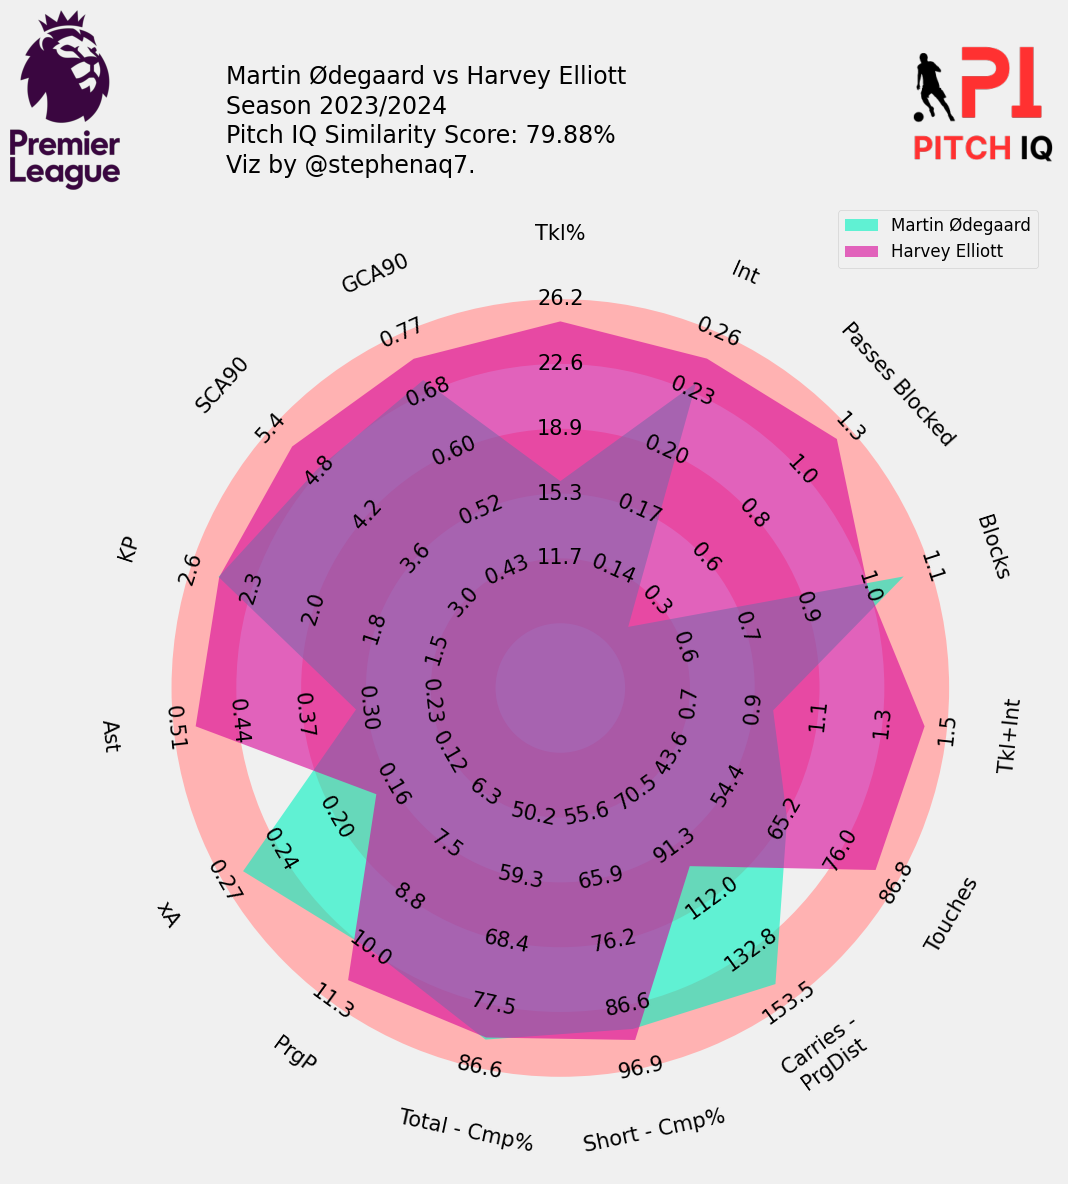 Martin Ødegaard vs Harvey Elliott
Season 2023/2024
Pitch IQ Similarity Score: 79.88%
Viz by @stephenaq7.
Premier
League
PI
PITCH IQ
Martin Ødegaard
Harvey Elliott
Tkl%
26.2
22.6
18.9
15.3
11.7
Int
0.26
0.23
0.20
0.17
0.14
Passes Blocked
1.3
1.0
0.8
0.6
0.3
Blocks
1.1
1.0
0.9
0.7
0.6
Tkl+Int
1.5
1.3
1.1
0.9
0.7
Touches
86.8
76.0
65.2
54.4
43.6
Carries -
PrgDist
153.5
132.8
112.0
91.3
70.5
Short - Cmp%
96.9
86.6
76.2
65.9
55.6
Total - Cmp%
86.6
77.5
68.4
59.3
50.2
PrgP
11.3
10.0
8.8
7.5
6.3
xA
0.27
0.24
0.20
0.16
0.12
Ast
0.51
0.44
0.37
0.30
0.23
KP
2.6
2.3
2.0
1.8
1.5
SCA90
5.4
4.8
4.2
3.6
3.0
GCA90
0.77
0.68
0.60
0.52
0.43